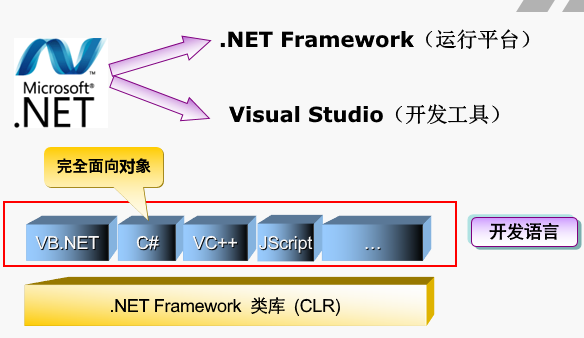 Microsoft®
.NET
.NET Framework（运行平台）
Visual Studio（开发工具）
完全面向对象
VB.NET
C#
VC++
JScript
…
开发语言
.NET Framework 类库 (CLR)